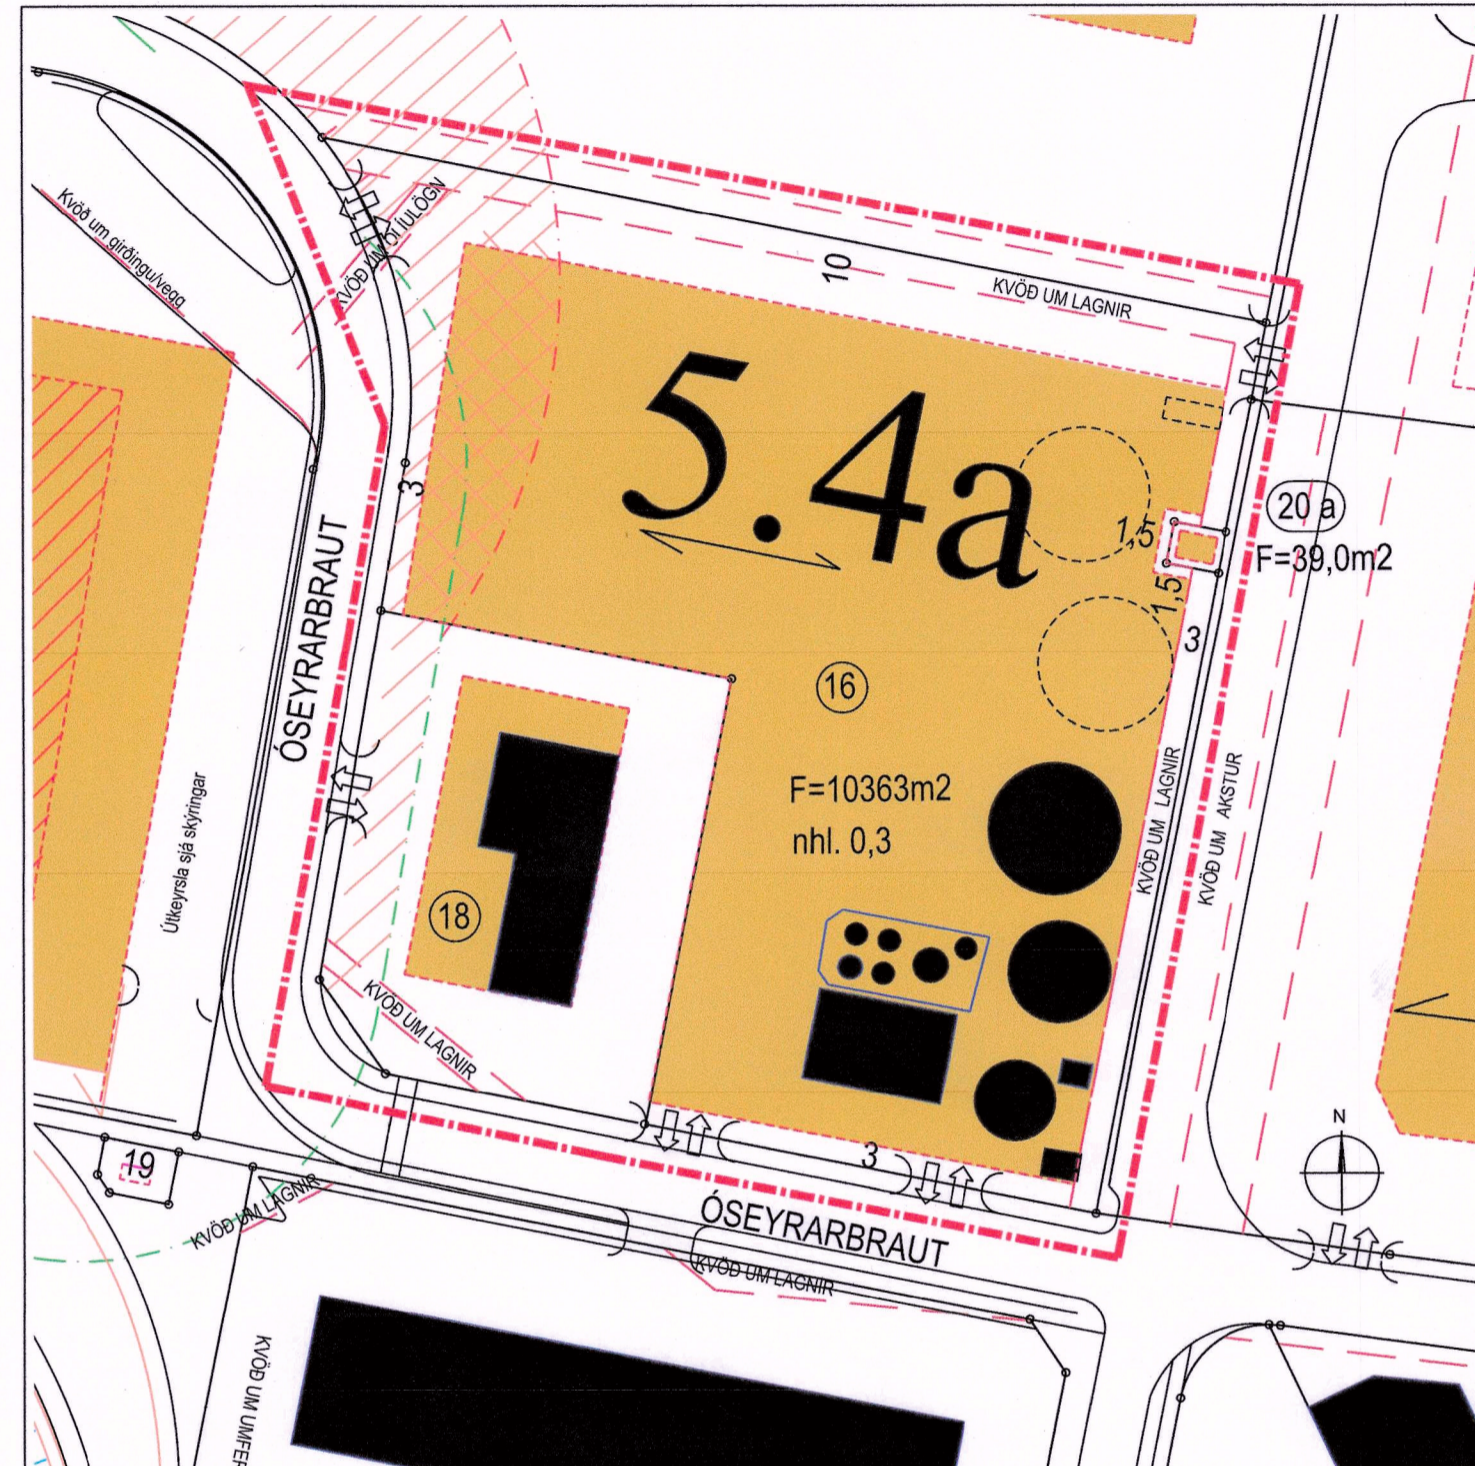 KVÖÐ UM OLÍULÖGN
Kvöð um girðingu/vegg
10
KVÖÐ UM LAGNIR
5.4a
3
20 a
F=39,0m2
1,5
1,5
3
ÓSEYRARBRAUT
16
F=10363m2
nhl. 0,3
KVÖÐ UM LAGNIR
KVÖÐ UM AKSTUR
Útkeyrsla sjá skýringar
18
KVÖÐ UM LAGNIR
N
3
19
KVÖÐ UM LAGNIR
ÓSEYRARBRAUT
KVÖÐ UM LAGNIR
KVÖÐ UM UMFER